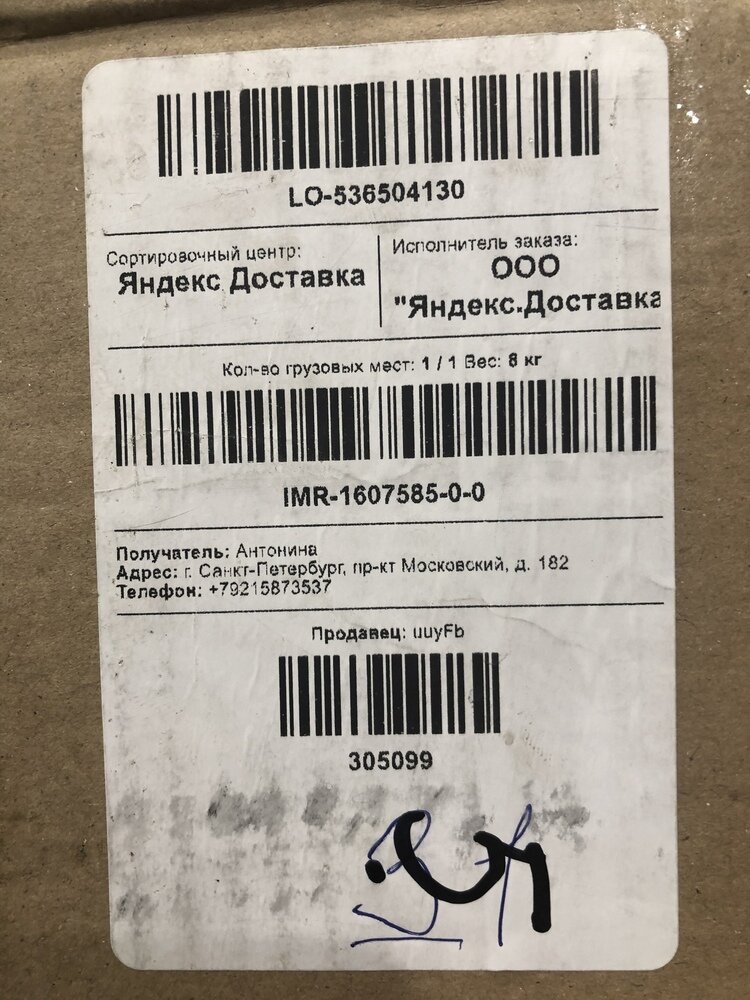 LO-536504130
Сортировочный центр:
Яндекс Доставка
Исполнитель заказа:
ООО
"Яндекс.Доставка
Кол-во грузовых мест: 1 / 1 Вес: 8 кг
IMR-1607585-0-0
Получатель: Антонина
Адрес: г. Санкт-Петербург, пр-кт Московский, д. 182
Телефон: +79215873537
Продавец: uuyFb
305099